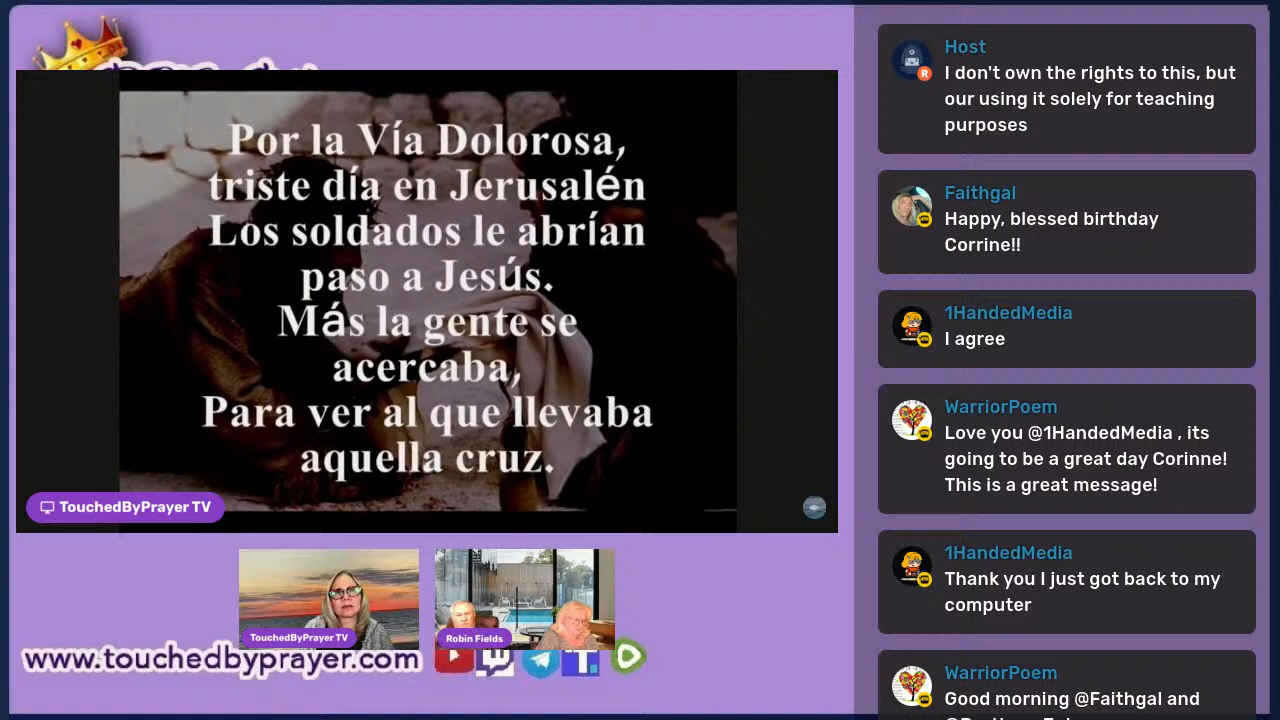 Por la Vía Dolorosa,
triste día en Jerusalén
Los soldados le abrían
paso a Jesús.
Más la gente se
acercaba,
Para ver al que llevaba
aquella cruz.
TouchedByPrayer TV
TouchedByPrayer TV
Robin Fields
www.touchedbyprayer.com
Host
I don't own the rights to this, but
our using it solely for teaching
purposes
Faithgal
Happy, blessed birthday
Corrine!!
1HandedMedia
I agree
WarriorPoem
Love you @1HandedMedia , its
going to be a great day Corinne!
This is a great message!
1HandedMedia
Thank you I just got back to my
computer
WarriorPoem
Good morning @Faithgal and